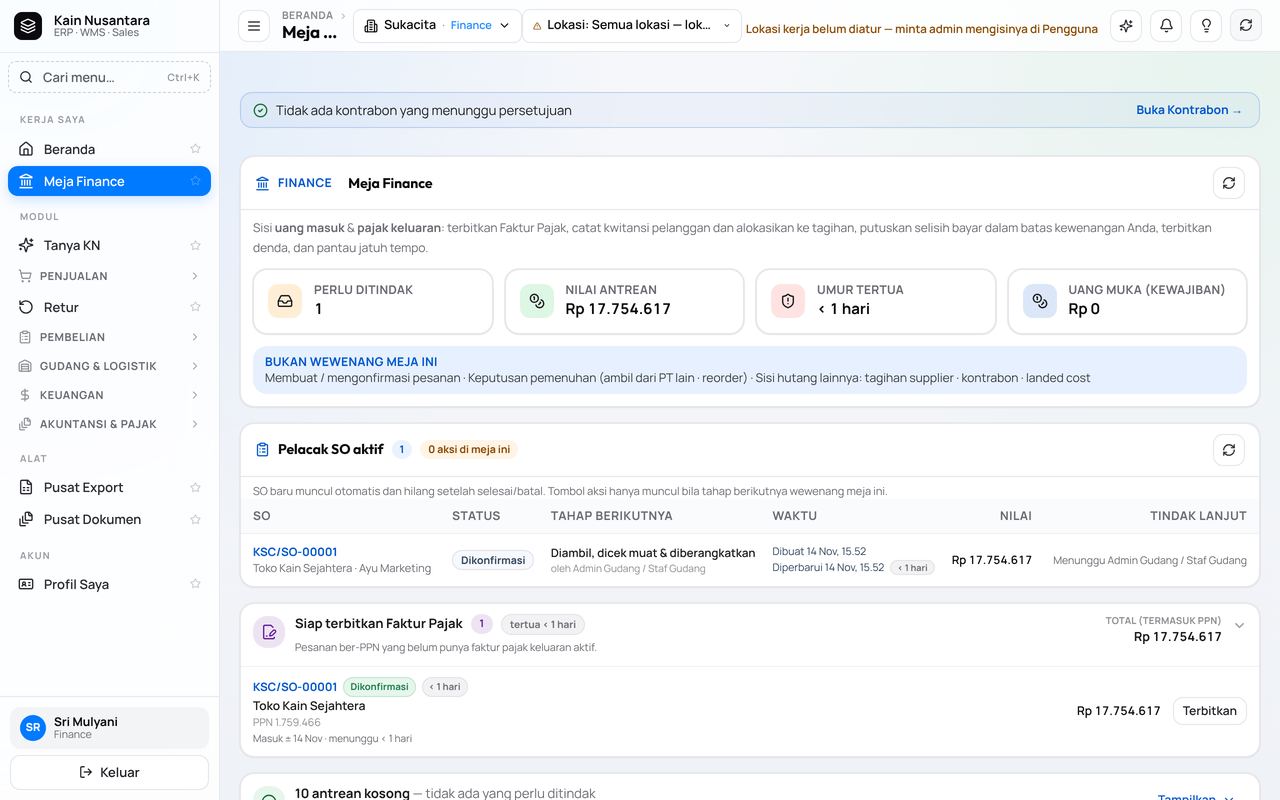 Kain Nusantara
ERP · WMS · Sales
Cari menu...
Ctrl+K
KERJA SAYA
Beranda
Meja Finance
MODUL
Tanya KN
PENJUALAN
Retur
PEMBELIAN
GUDANG & LOGISTIK
KEUANGAN
AKUNTANSI & PAJAK
ALAT
Pusat Export
Pusat Dokumen
AKUN
Profil Saya
SR
Sri Mulyani
Finance
Keluar
BERANDA
Meja ...
Sukacita · Finance
Lokasi: Semua lokasi — lok...
Lokasi kerja belum diatur — minta admin mengisinya di Pengguna
Tidak ada kontrabon yang menunggu persetujuan
Buka Kontrabon →
FINANCE
Meja Finance
Sisi uang masuk & pajak keluaran: terbitkan Faktur Pajak, catat kwitansi pelanggan dan alokasikan ke tagihan, putuskan selisih bayar dalam batas kewenangan Anda, terbitkan
denda, dan pantau jatuh tempo.
PERLU DITINDAK
1
NILAI ANTREAN
Rp 17.754.617
UMUR TERTUA
< 1 hari
UANG MUKA (KEWAJIBAN)
Rp 0
BUKAN WEWENANG MEJA INI
Membuat / mengonfirmasi pesanan · Keputusan pemenuhan (ambil dari PT lain · reorder) · Sisi hutang lainnya: tagihan supplier · kontrabon · landed cost
Pelacak SO aktif
1
0 aksi di meja ini
SO baru muncul otomatis dan hilang setelah selesai/batal. Tombol aksi hanya muncul bila tahap berikutnya wewenang meja ini.
SO STATUS TAHAP BERIKUTNYA WAKTU NILAI TINDAK LANJUT
KSC/SO-00001
Toko Kain Sejahtera · Ayu Marketing
Dikonfirmasi
Diambil, dicek muat & diberangkatkan
oleh Admin Gudang / Staf Gudang
Dibuat 14 Nov, 15.52
Diperbarui 14 Nov, 15.52 < 1 hari
Rp 17.754.617
Menunggu Admin Gudang / Staf Gudang
Siap terbitkan Faktur Pajak 1 tertua < 1 hari
Pesanan ber-PPN yang belum punya faktur pajak keluaran aktif.
TOTAL (TERMASUK PPN)
Rp 17.754.617
KSC/SO-00001 Dikonfirmasi < 1 hari
Toko Kain Sejahtera
PPN 1.759.466
Masuk ± 14 Nov · menunggu < 1 hari
Rp 17.754.617
Terbitkan
10 antrean kosong — tidak ada yang perlu ditindak
Tampilkan